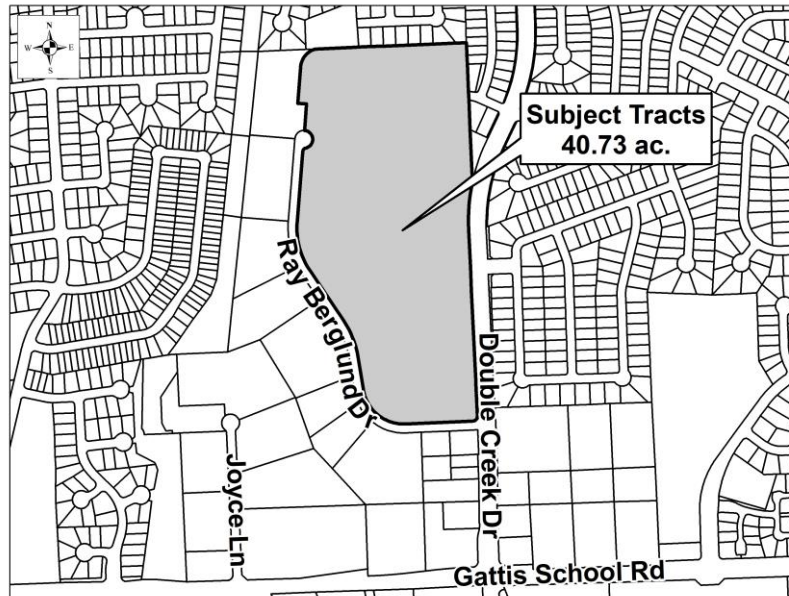 N
W E
S
Subject Tracts
40.73 ac.
Ray Berglund Dr
Double Creek Dr
Joyce Ln
Gattis School Rd